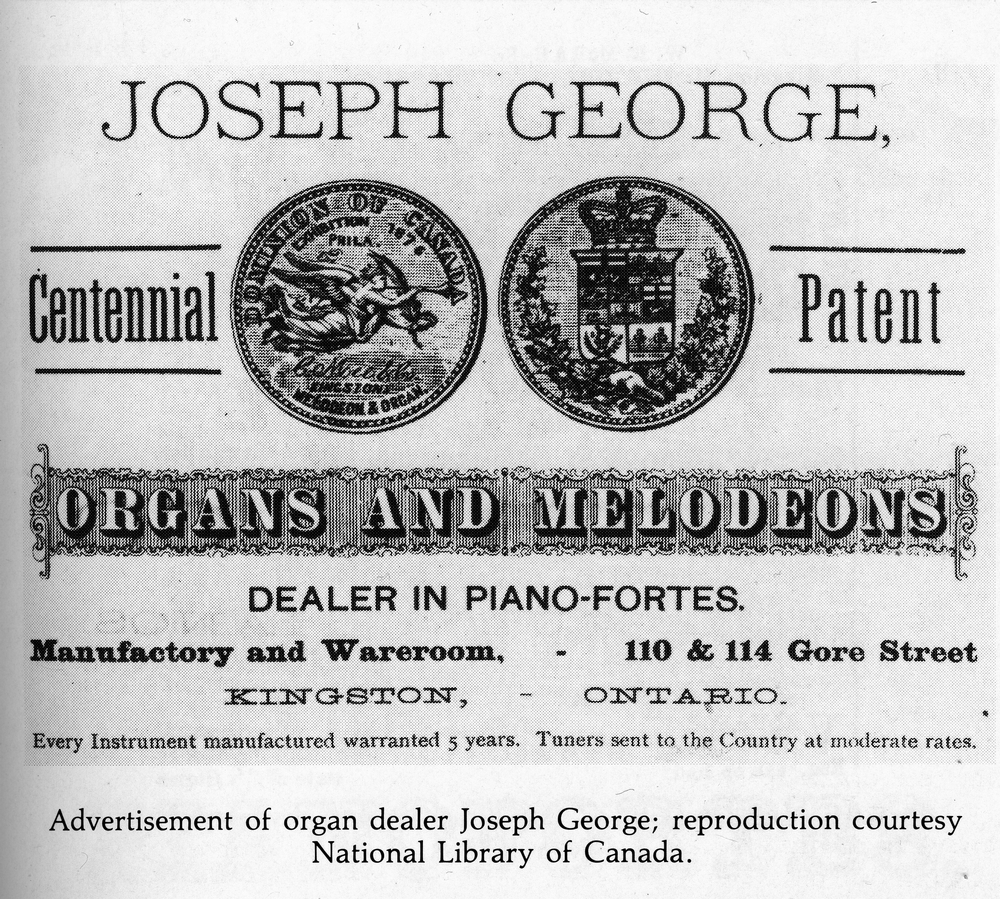 JOSEPH GEORGE,
DOMINION OF CANADA
EXHIBITION 1876
PHILA.
KINGSTON
MELODEON & ORGAN
Centennial
Patent
ORGANS AND MELODEONS
DEALER IN PIANO-FORTES.
Manufactory and Wareroom, - 110 & 114 Gore Street
KINGSTON, - ONTARIO.
Every Instrument manufactured warranted 5 years. Tuners sent to the Country at moderate rates.
Advertisement of organ dealer Joseph George; reproduction courtesy
National Library of Canada.